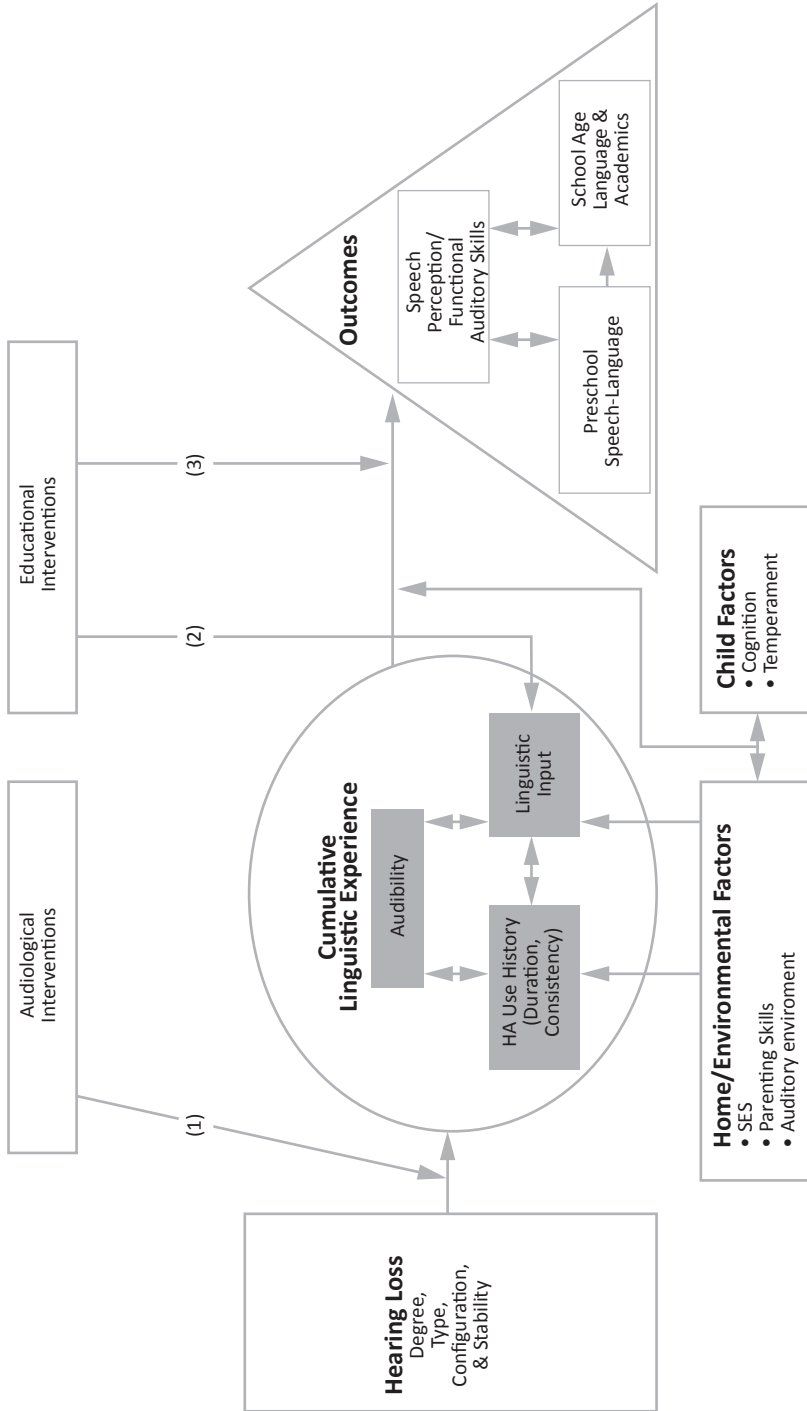 Audiological
Interventions
Educational
Interventions
(1)
(2)
(3)
Hearing Loss
Degree,
Type,
Configuration,
& Stability
Cumulative
Linguistic Experience
Audibility
HA Use History
(Duration,
Consistency)
Linguistic
Input
Outcomes
Speech
Perception/
Functional
Auditory Skills
Preschool
Speech-Language
School Age
Language &
Academics
Home/Environmental Factors
• SES
• Parenting Skills
• Auditory enviroment
Child Factors
• Cognition
• Temperament